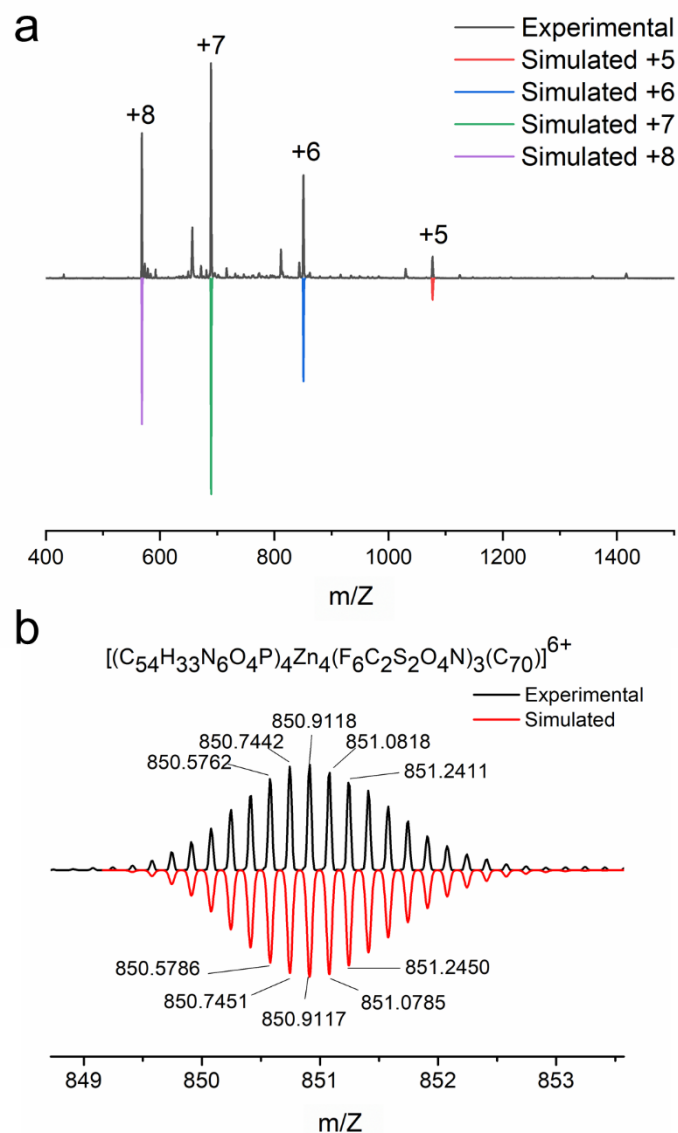 a
Experimental
Simulated +5
Simulated +6
Simulated +7
Simulated +8
+8
+7
+6
+5
400 600 800 1000 1200 1400
m/Z
b
[(C54H33N6O4P)4Zn4(F6C2S2O4N)3(C70)]6+
Experimental
Simulated
850.5762
850.7442
850.9118
851.0818
851.2411
850.5786
850.7451
850.9117
851.0785
851.2450
849 850 851 852 853
m/Z